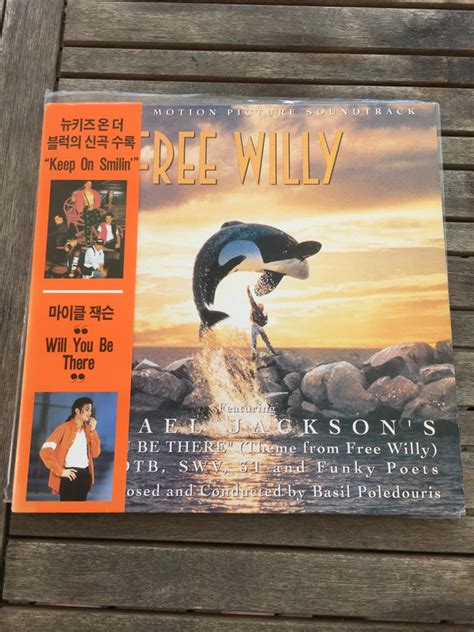 뉴키즈 온 더
블럭의 신곡 수록
"Keep On Smilin'"
마이클 잭슨
"
Will You Be
There
"
MOTION PICTURE SOUNDTRACK
FREE WILLY
Featuring
AEL JACKSON'S
U BE THERE" (Theme from Free Willy)
OTB, SWV, 3T and Funky Poets
osed and Conducted by Basil Poledouris